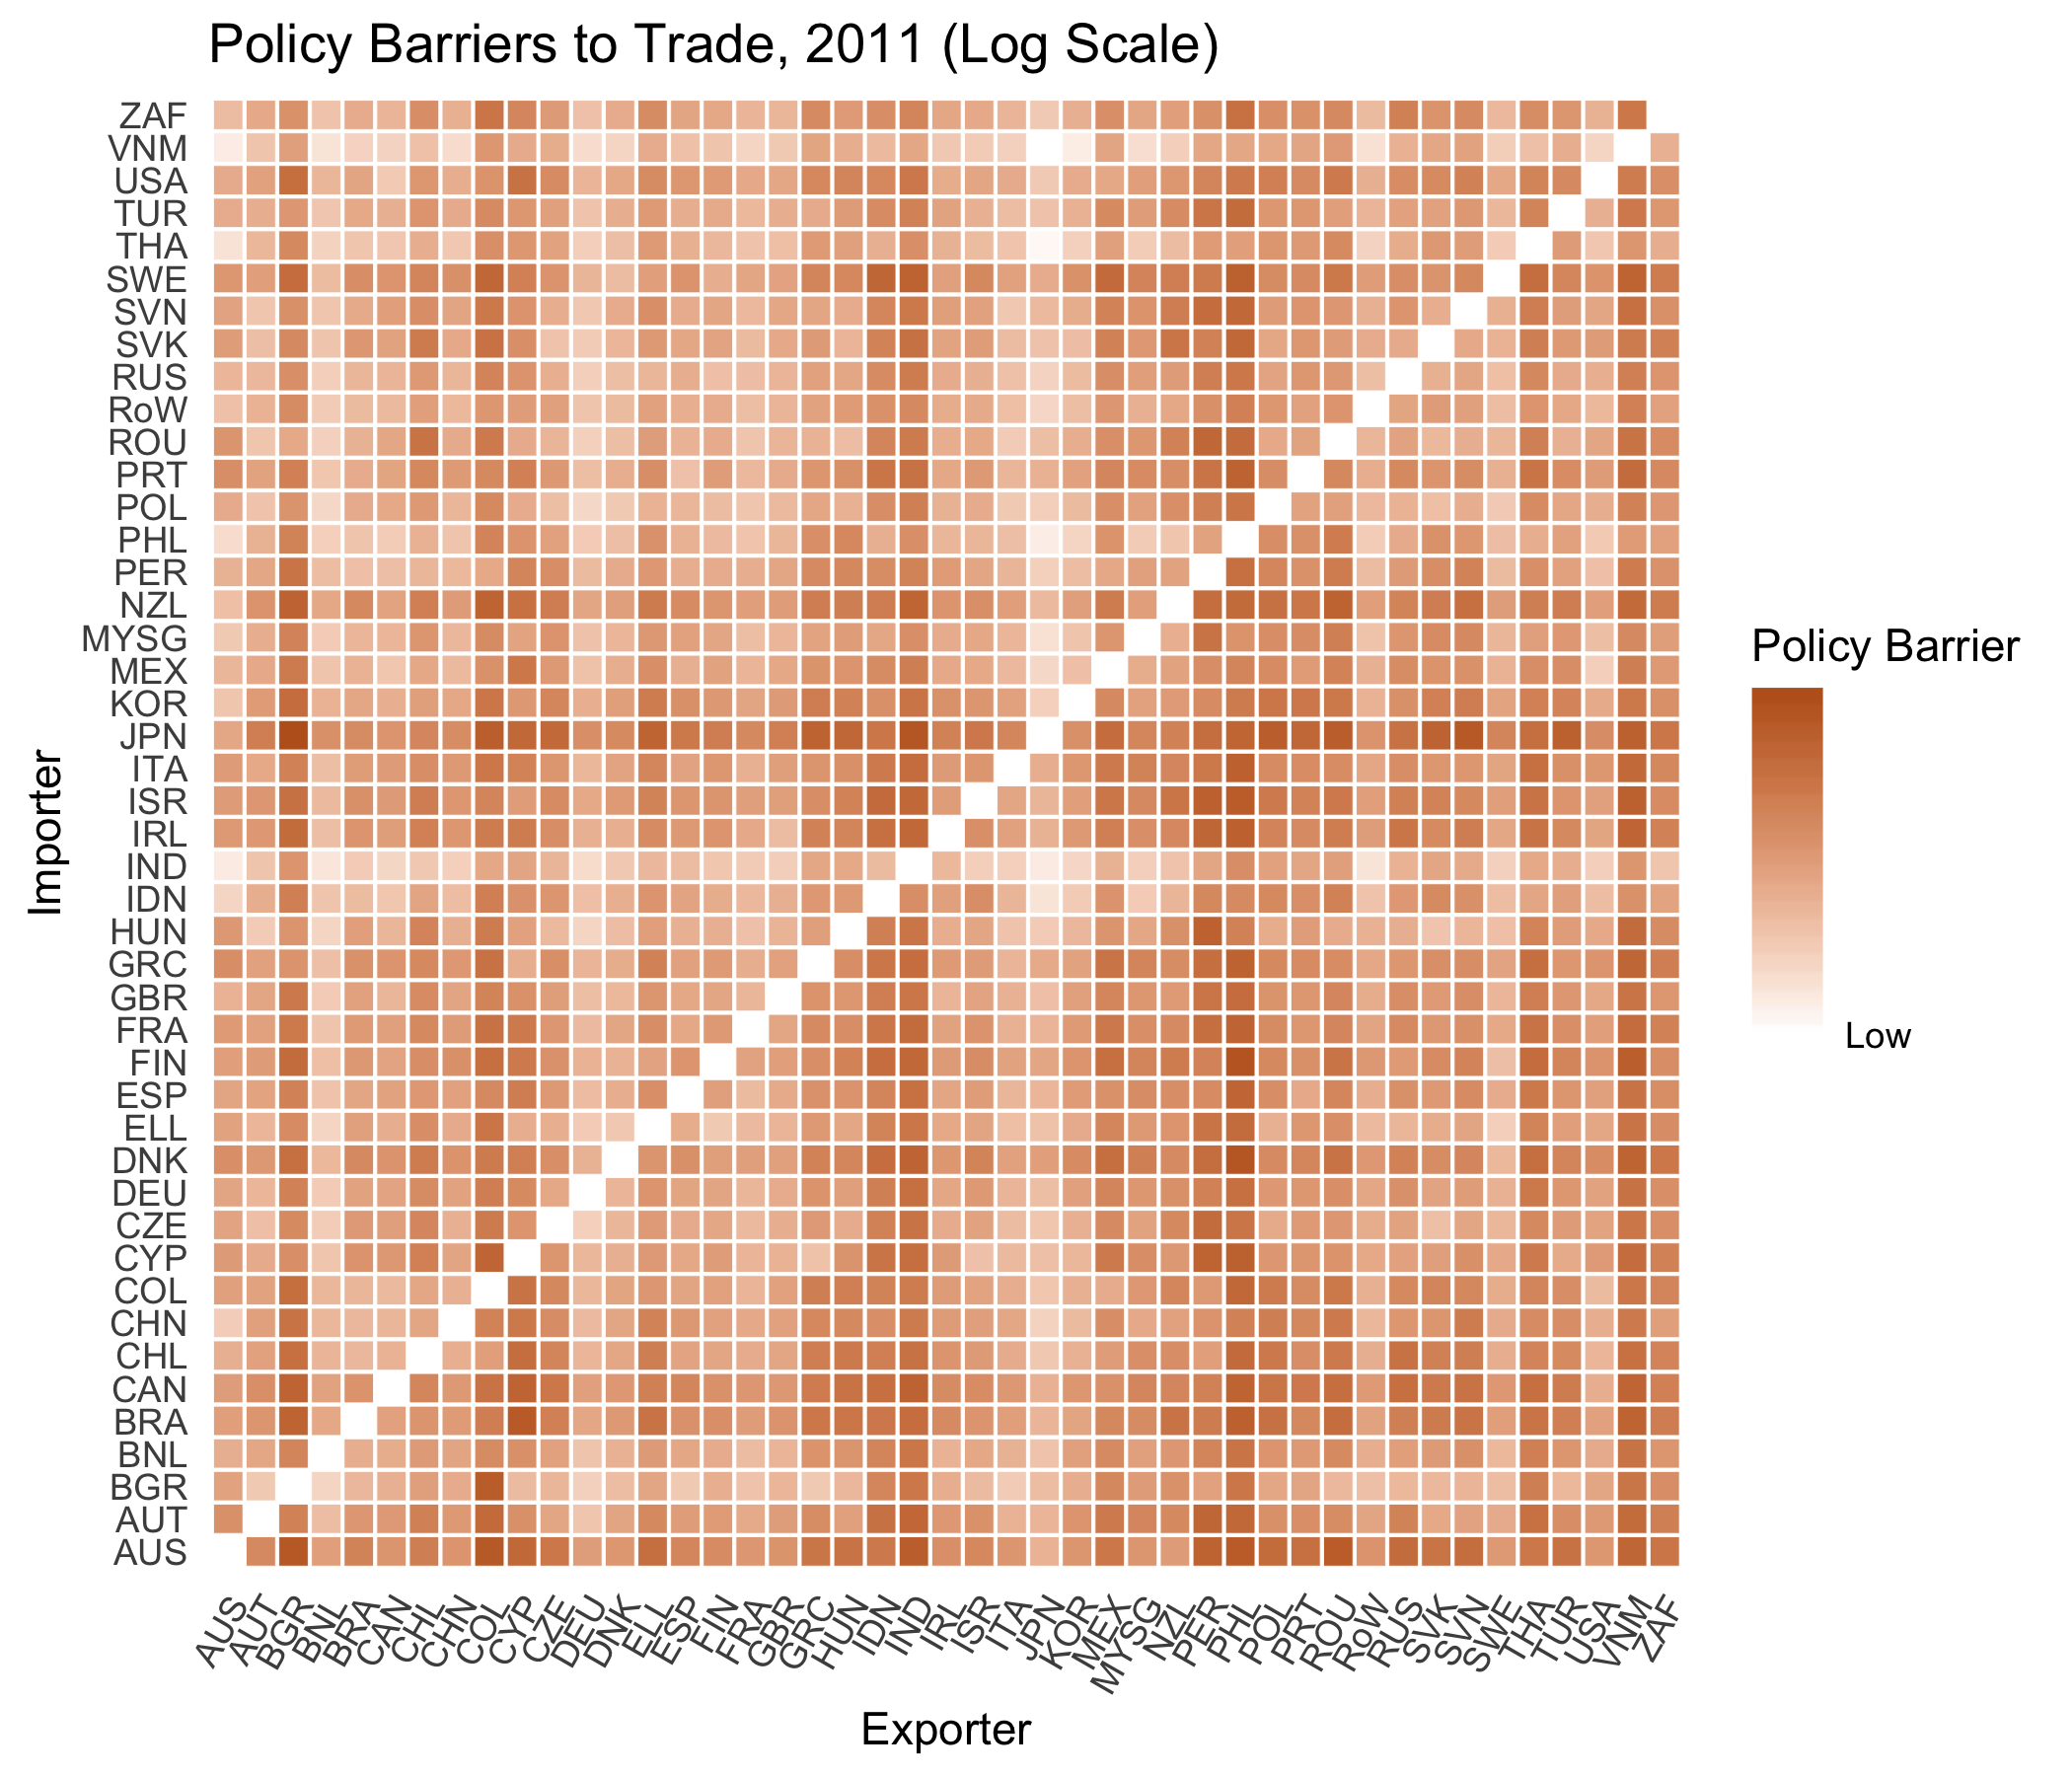 Policy Barriers to Trade, 2011 (Log Scale)
ZAF
VNM
USA
TUR
THA
SWE
SVN
SVK
RUS
RoW
ROU
PRT
POL
PHL
PER
NZL
MYSG
MEX
KOR
JPN
ITA
ISR
IRL
IND
IDN
HUN
GRC
GBR
FRA
FIN
ESP
ELL
DNK
DEU
CZE
CYP
COL
CHN
CHL
CAN
BRA
BNL
BGR
AUT
AUS
Importer
AUS
AUT
BGR
BNL
BRA
CAN
CHL
CHN
COL
CYP
CZE
DEU
DNK
ELL
ESP
FIN
FRA
GBR
GRC
HUN
IDN
IND
IRL
ISR
ITA
JPN
KOR
MEX
MYSG
NZL
PER
PHL
POL
PRT
ROU
RoW
RUS
SVK
SVN
SWE
THA
TUR
USA
VNM
ZAF
Exporter
Policy Barrier
Low